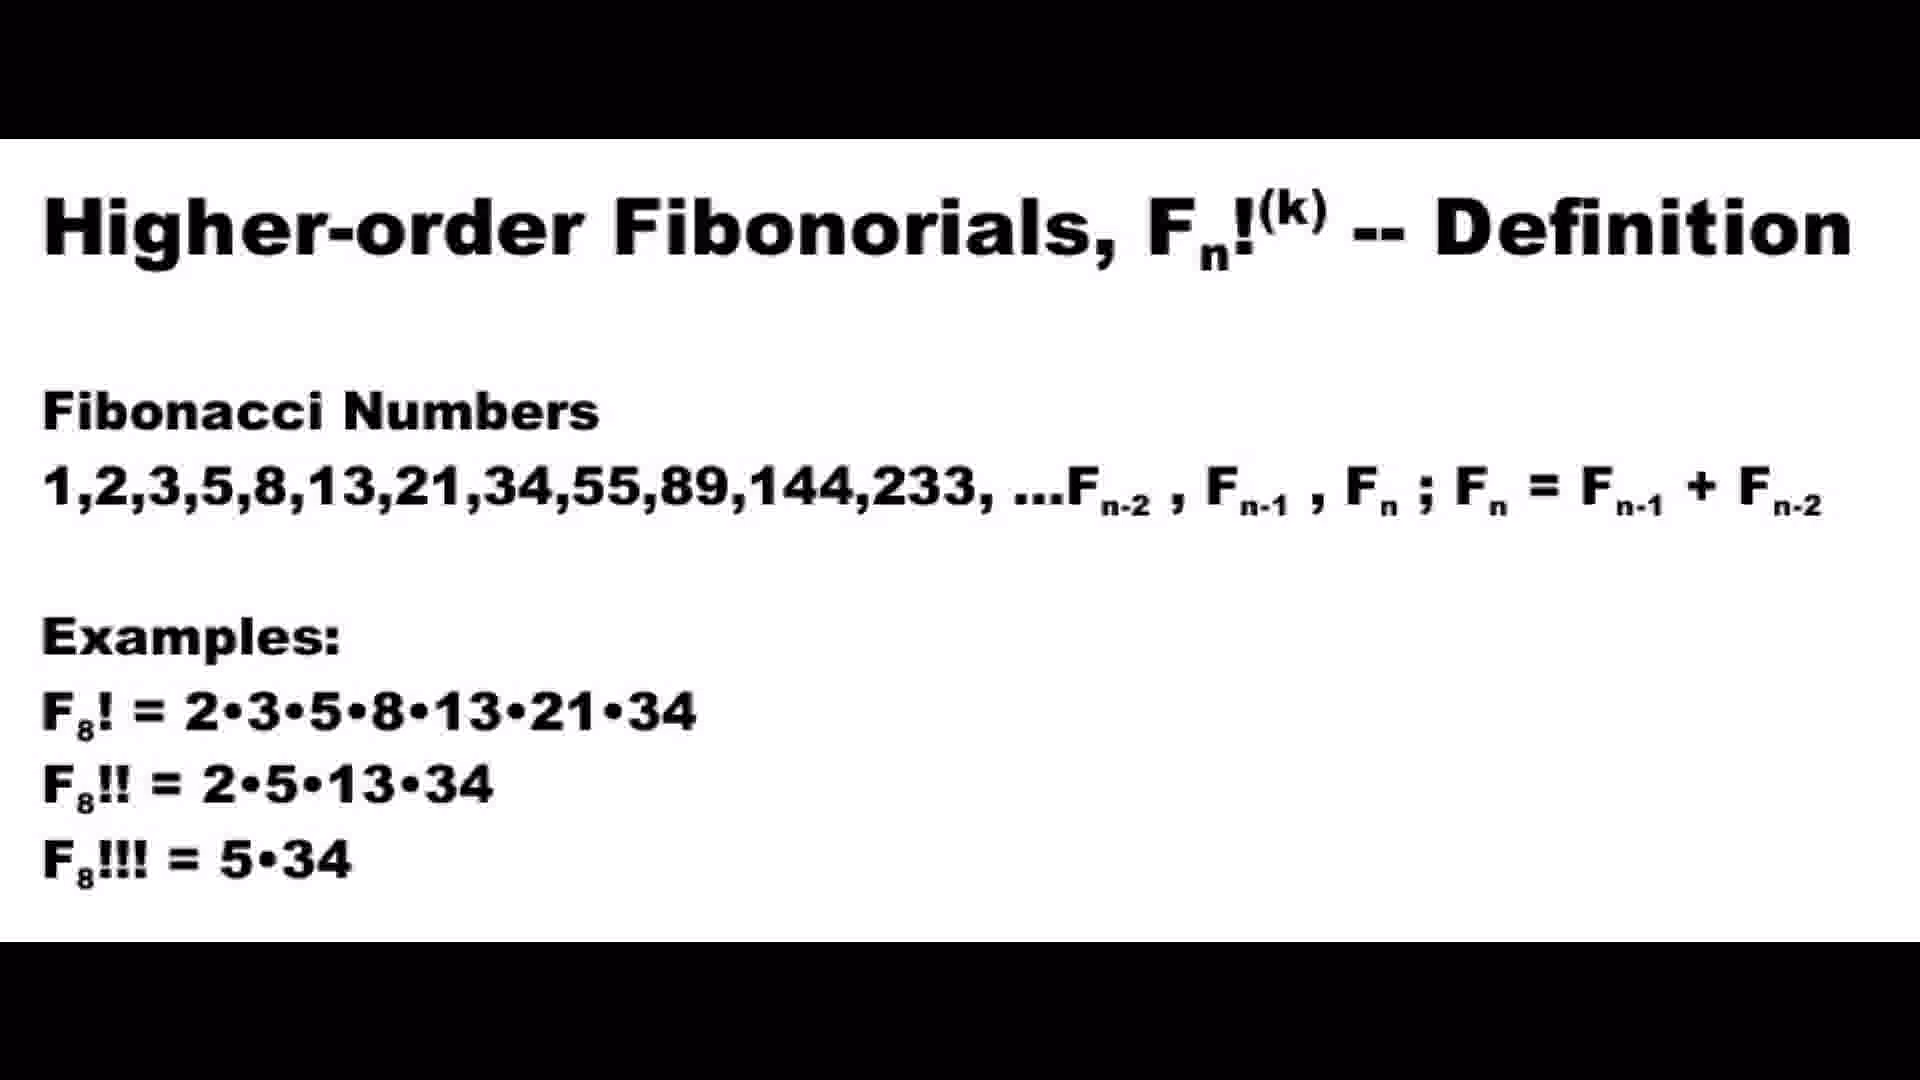 Higher-order Fibonorials, Fₙ!⁽ᵏ⁾ -- Definition
Fibonacci Numbers
1,2,3,5,8,13,21,34,55,89,144,233, ...Fₙ₋₂ , Fₙ₋₁ , Fₙ ; Fₙ = Fₙ₋₁ + Fₙ₋₂
Examples:
F₈! = 2•3•5•8•13•21•34
F₈!! = 2•5•13•34
F₈!!! = 5•34